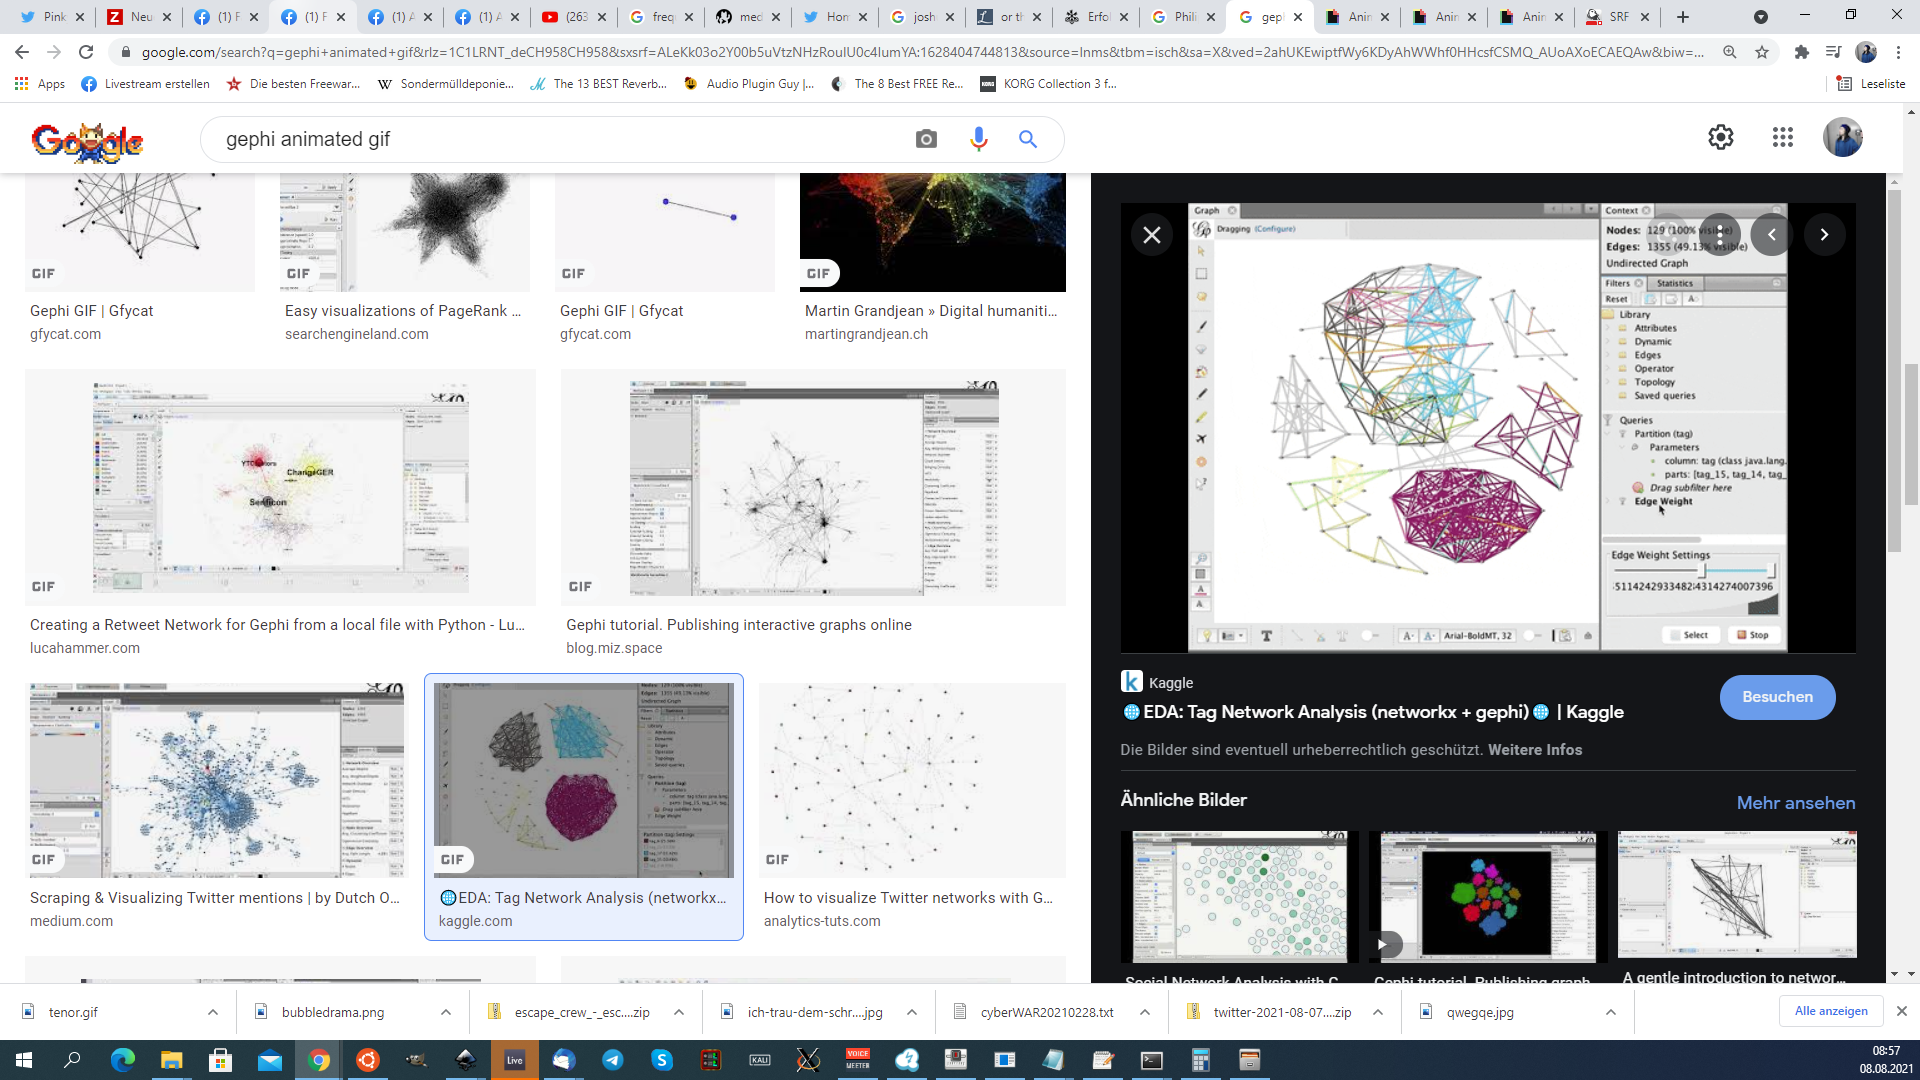 Pink
Neu
(1) F
(1) F
(1) A
(1) A
(263
freq
med
Hom
josh
or th
Erfol
Phili
gep
Anin
Anin
Anin
SRF
google.com/search?q=gephi+animated+gif&rlz=1C1LRNT_deCH958CH958&sxsrf=ALeKk03o2Y00b5uVtzNHzRouIU0c4IumYA:1628404744813&source=lnms&tbm=isch&sa=X&ved=2ahUKEwiptfWy6KDyAhWWhf0HHcsfCSMQ_AUoAXoECAEQAw&biw=...
Apps
Livestream erstellen
Die besten Freewar...
Sondermülldeponie...
The 13 BEST Reverb...
Audio Plugin Guy |...
The 8 Best FREE Re...
KORG Collection 3 f...
Leseliste
Google
gephi animated gif
GIF
GIF
GIF
GIF
Gephi GIF | Gfycat
gfycat.com
Easy visualizations of PageRank ...
searchengineland.com
Gephi GIF | Gfycat
gfycat.com
Martin Grandjean » Digital humaniti...
martingrandjean.ch
ChangeGER
GIF
GIF
Creating a Retweet Network for Gephi from a local file with Python - Lu...
lucahammer.com
Gephi tutorial. Publishing interactive graphs online
blog.miz.space
GIF
GIF
GIF
Scraping & Visualizing Twitter mentions | by Dutch O...
medium.com
EDA: Tag Network Analysis (networkx...
kaggle.com
How to visualize Twitter networks with G...
analytics-tuts.com
Graph
Dragging (Configure)
Context
Nodes: 129 (100% visible)
Edges: 1355 (49.13% visible)
Undirected Graph
Filters
Statistics
Reset
Library
Attributes
Dynamic
Edges
Operator
Topology
Saved queries
Queries
Partition (tag)
Parameters
column: tag (class java.lang.
parts: [tag_15, tag_14, tag_
Drag subfilter here
Edge Weight
Edge Weight Settings
Select
Stop
Arial-BoldMT, 32
Kaggle
EDA: Tag Network Analysis (networkx + gephi) | Kaggle
Besuchen
Die Bilder sind eventuell urheberrechtlich geschützt. Weitere Infos
Ähnliche Bilder
Mehr ansehen
Social Network Analysis with G
Gephi tutorial. Publishing graph
A gentle introduction to networ...
tenor.gif
bubbledrama.png
escape_crew_-_esc....zip
ich-trau-dem-schr....jpg
cyberWAR20210228.txt
twitter-2021-08-07....zip
qwegqe.jpg
Alle anzeigen
Live
KALI
VOICE
MEETER
08:57
08.08.2021